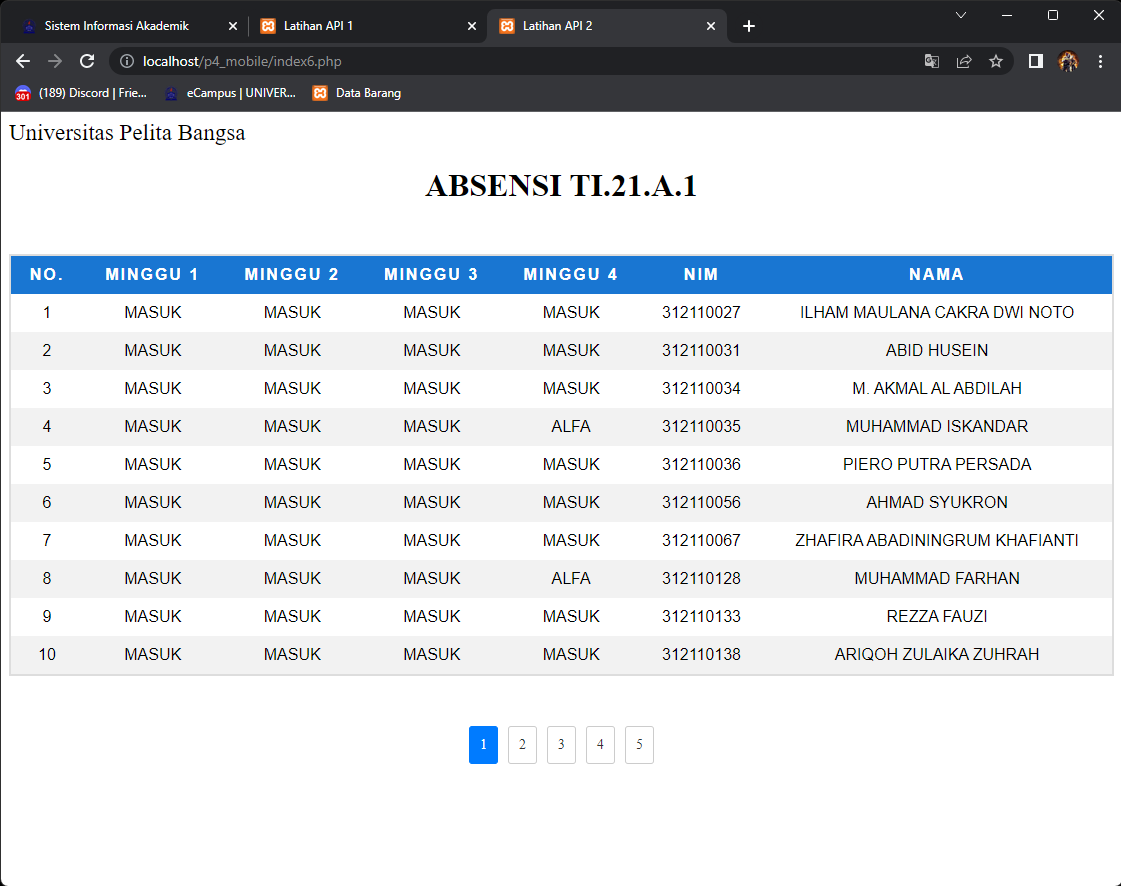 Sistem Informasi Akademik
Latihan API 1
Latihan API 2
localhost/p4_mobile/index6.php
301
(189) Discord | Frie...
eCampus | UNIVER...
Data Barang
Universitas Pelita Bangsa
ABSENSI TI.21.A.1
NO. MINGGU 1 MINGGU 2 MINGGU 3 MINGGU 4 NIM NAMA
1 MASUK MASUK MASUK MASUK 312110027 ILHAM MAULANA CAKRA DWI NOTO
2 MASUK MASUK MASUK MASUK 312110031 ABID HUSEIN
3 MASUK MASUK MASUK MASUK 312110034 M. AKMAL AL ABDILAH
4 MASUK MASUK MASUK ALFA 312110035 MUHAMMAD ISKANDAR
5 MASUK MASUK MASUK MASUK 312110036 PIERO PUTRA PERSADA
6 MASUK MASUK MASUK MASUK 312110056 AHMAD SYUKRON
7 MASUK MASUK MASUK MASUK 312110067 ZHAFIRA ABADININGRUM KHAFIANTI
8 MASUK MASUK MASUK ALFA 312110128 MUHAMMAD FARHAN
9 MASUK MASUK MASUK MASUK 312110133 REZZA FAUZI
10 MASUK MASUK MASUK MASUK 312110138 ARIQOH ZULAIKA ZUHRAH
1 2 3 4 5